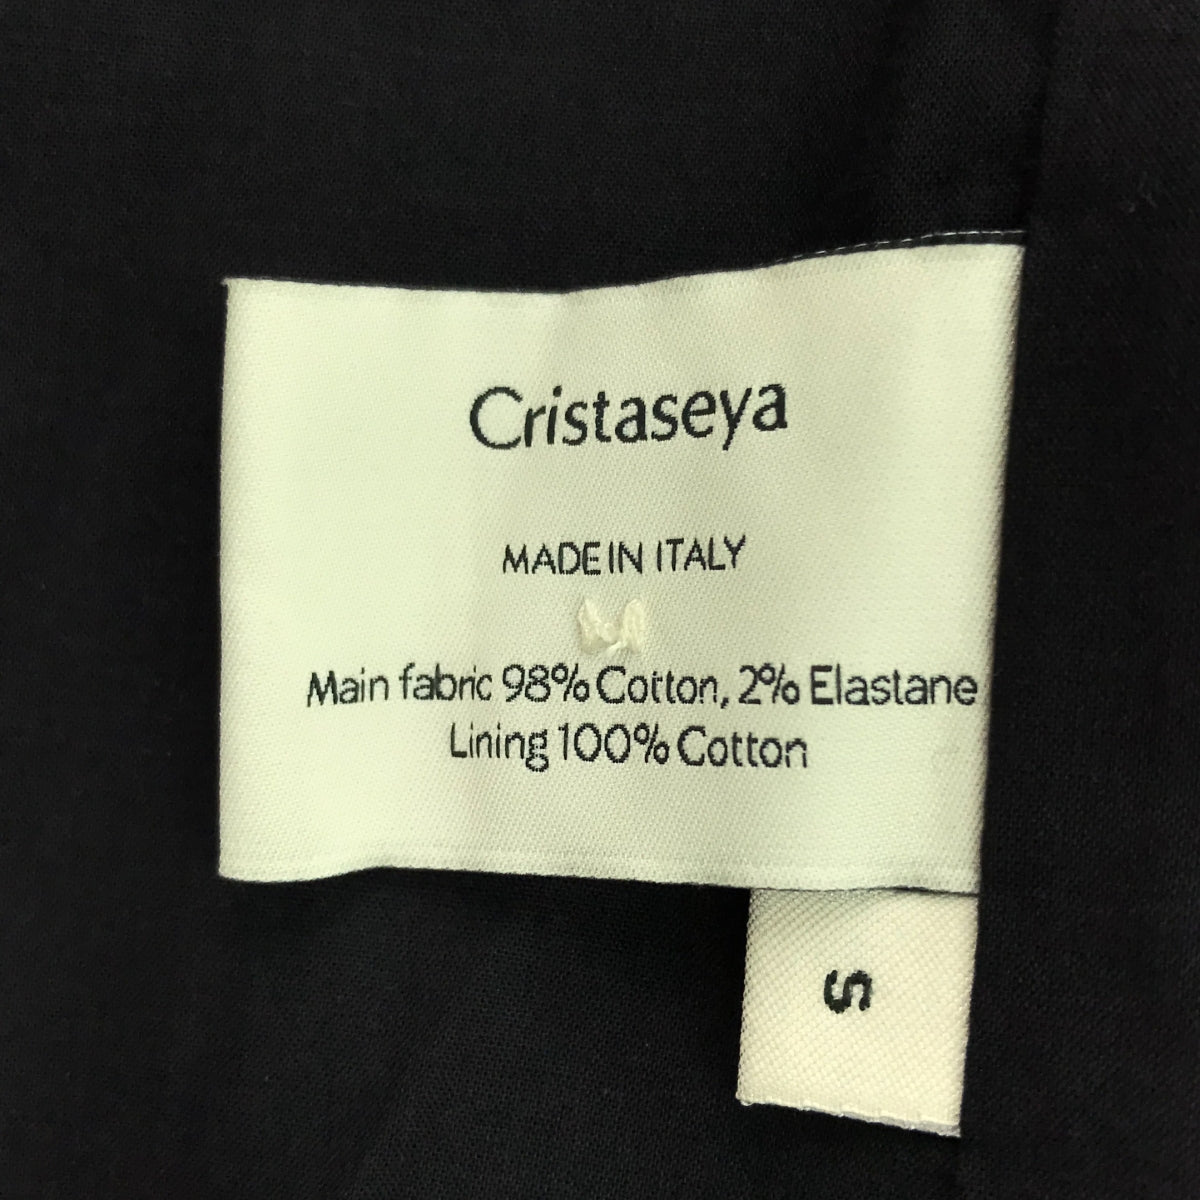 Cristaseya
MADE IN ITALY
Main fabric 98% Cotton, 2% Elastane
Lining 100% Cotton
S